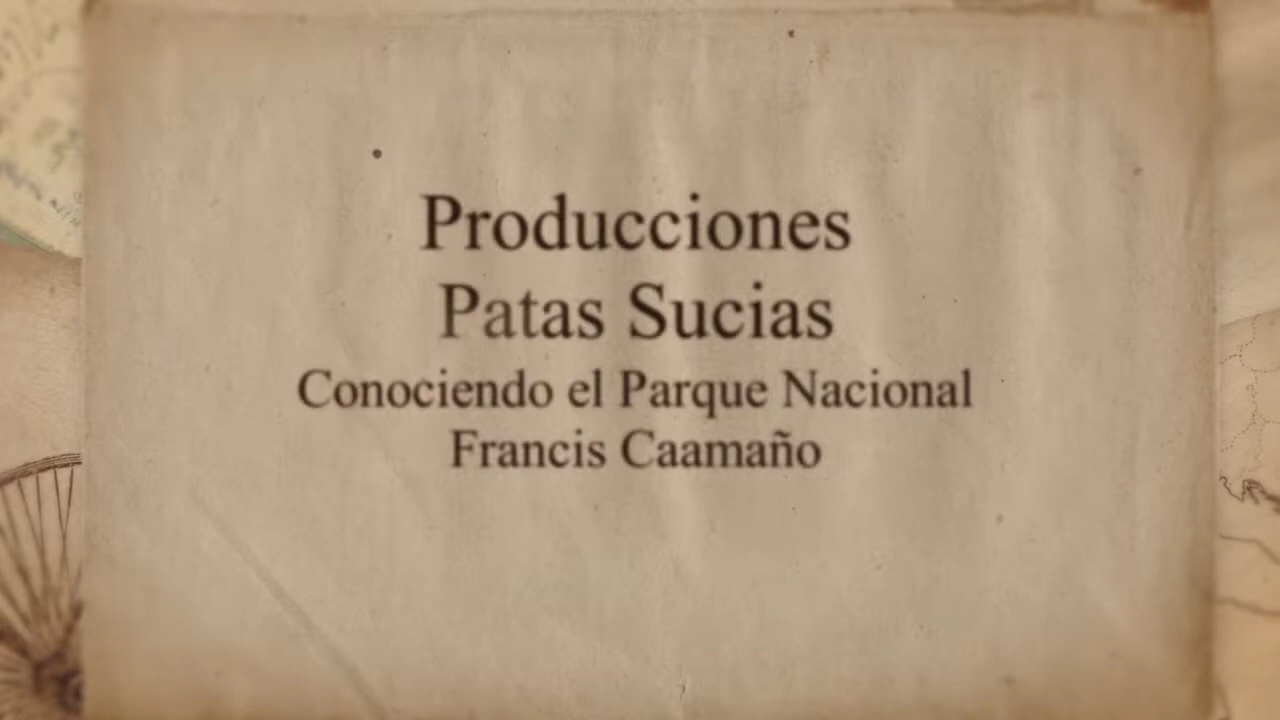 Producciones
Patas Sucias
Conociendo el Parque Nacional
Francis Caamaño